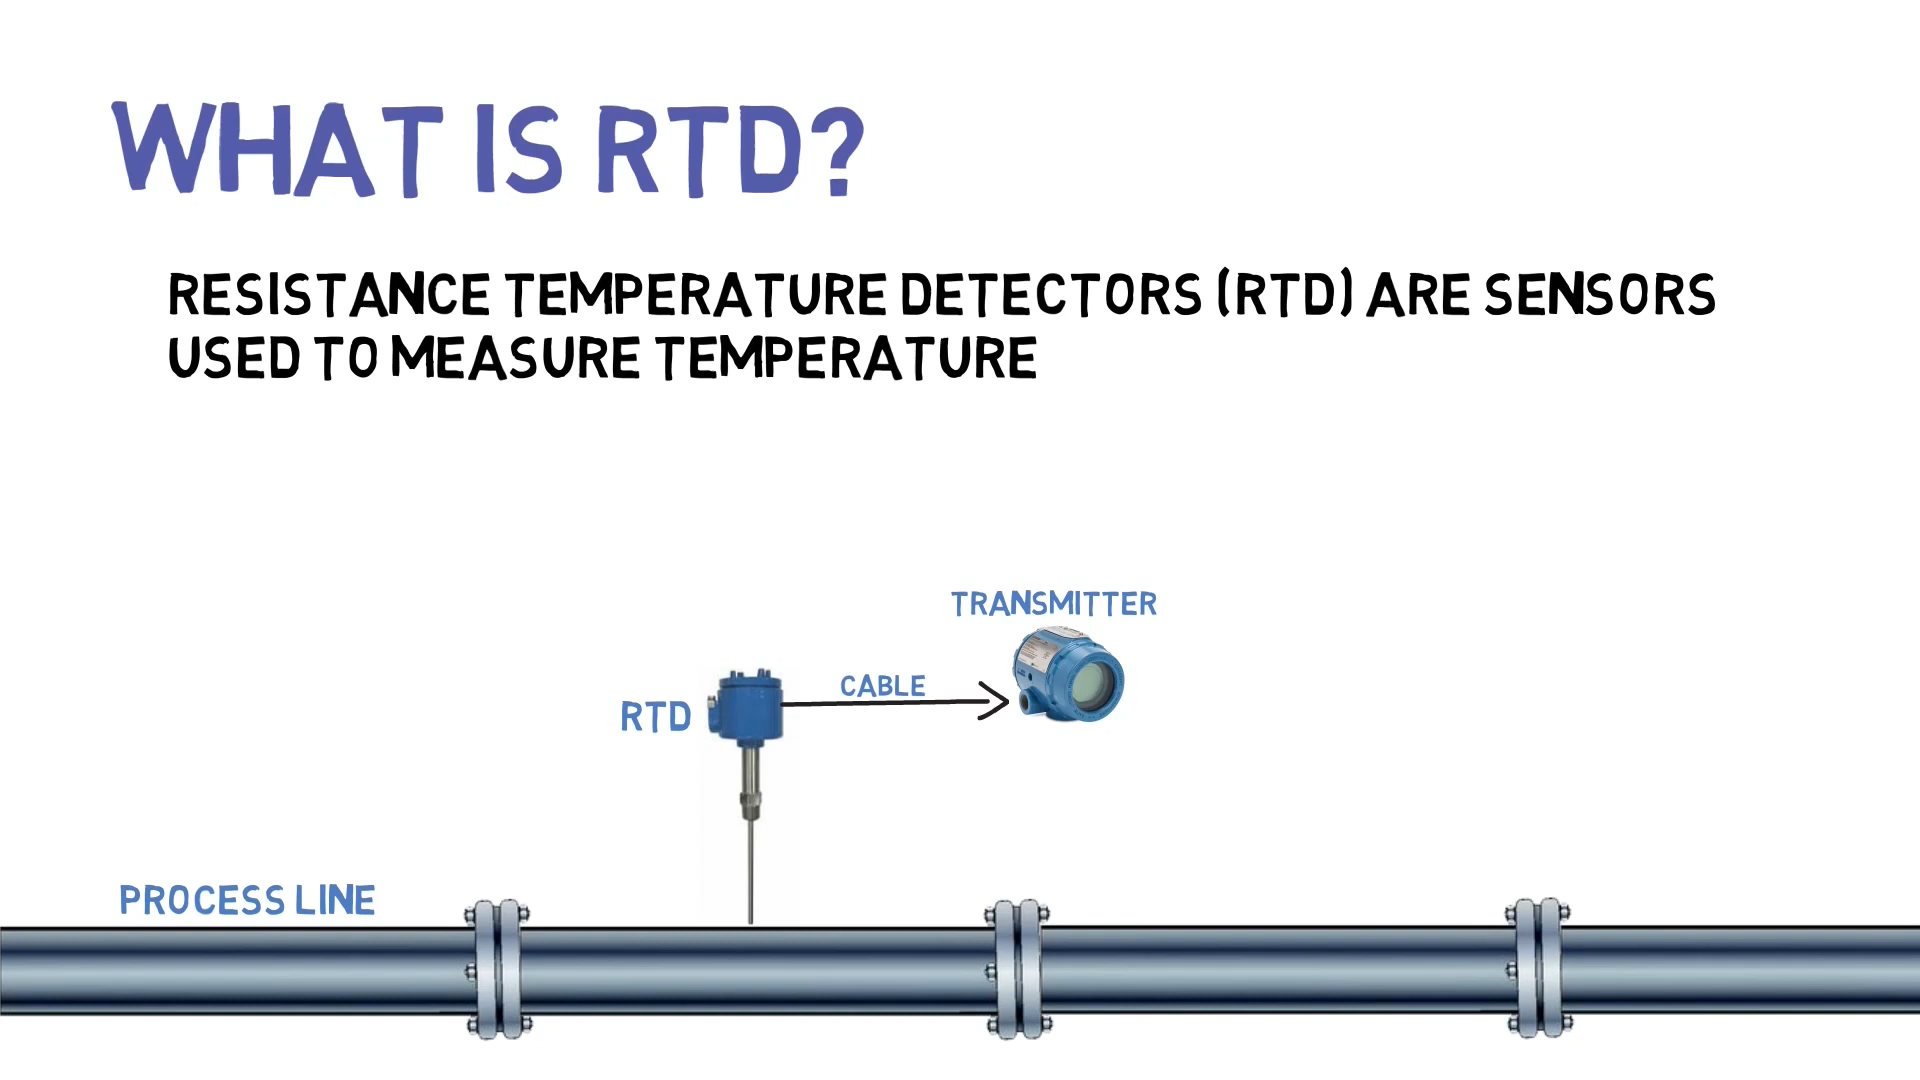 WHAT IS RTD?
RESISTANCE TEMPERATURE DETECTORS (RTD) ARE SENSORS
USED TO MEASURE TEMPERATURE
TRANSMITTER
CABLE
RTD
PROCESS LINE